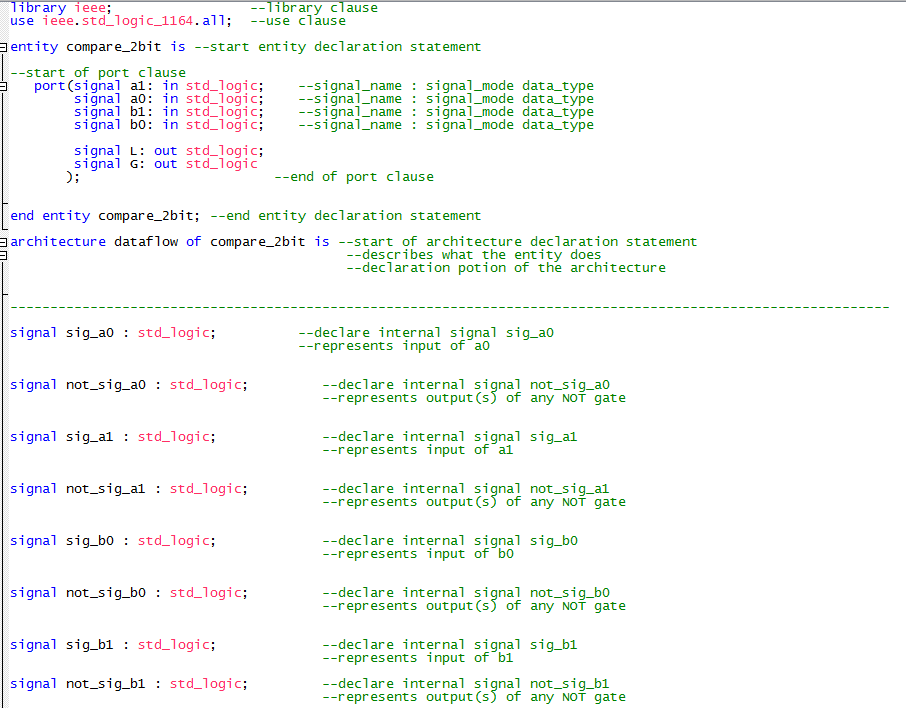 library ieee; --library clause
use ieee.std_logic_1164.all; --use clause
entity compare_2bit is --start entity declaration statement
--start of port clause
port(signal a1: in std_logic; --signal_name : signal_mode data_type
signal a0: in std_logic; --signal_name : signal_mode data_type
signal b1: in std_logic; --signal_name : signal_mode data_type
signal b0: in std_logic; --signal_name : signal_mode data_type
signal L: out std_logic;
signal G: out std_logic
); --end of port clause
end entity compare_2bit; --end entity declaration statement
architecture dataflow of compare_2bit is --start of architecture declaration statement
--describes what the entity does
--declaration potion of the architecture
--------------------------------------------------------------------------------------------------------------
signal sig_a0 : std_logic; --declare internal signal sig_a0
--represents input of a0
signal not_sig_a0 : std_logic; --declare internal signal not_sig_a0
--represents output(s) of any NOT gate
signal sig_a1 : std_logic; --declare internal signal sig_a1
--represents input of a1
signal not_sig_a1 : std_logic; --declare internal signal not_sig_a1
--represents output(s) of any NOT gate
signal sig_b0 : std_logic; --declare internal signal sig_b0
--represents input of b0
signal not_sig_b0 : std_logic; --declare internal signal not_sig_b0
--represents output(s) of any NOT gate
signal sig_b1 : std_logic; --declare internal signal sig_b1
--represents input of b1
signal not_sig_b1 : std_logic; --declare internal signal not_sig_b1
--represents output(s) of any NOT gate